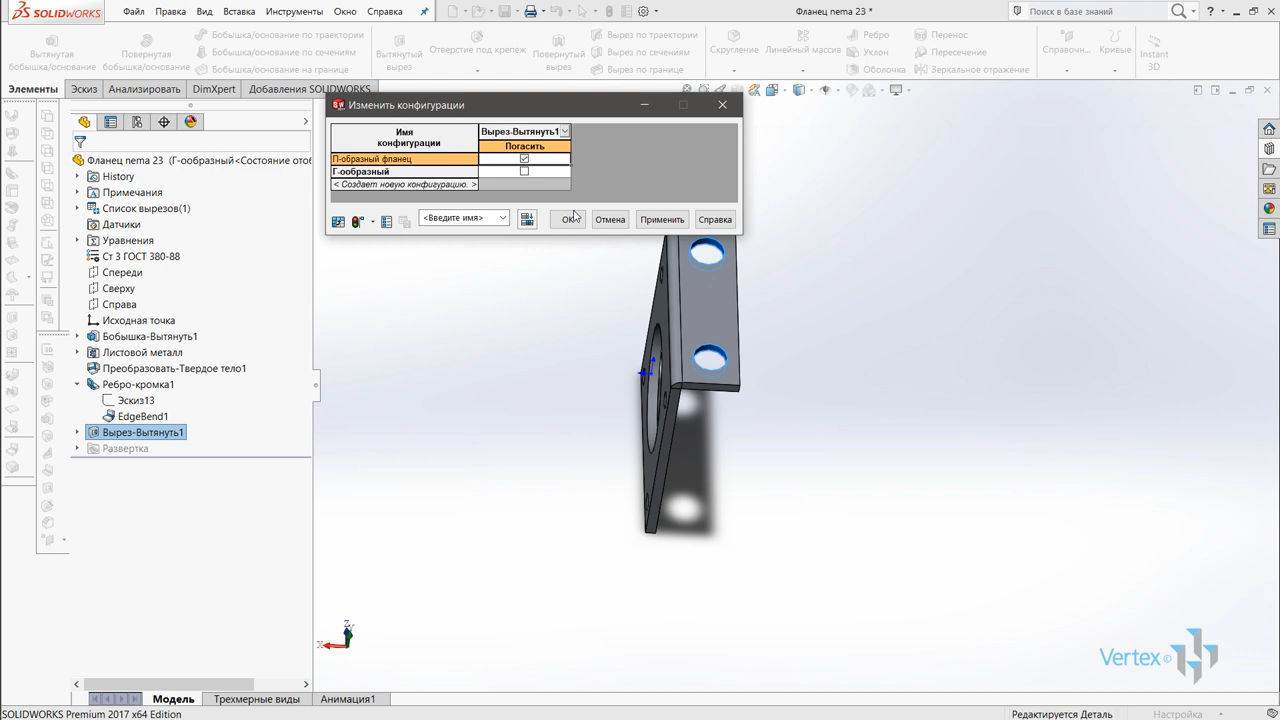 SOLIDWORKS
Файл Правка Вид Вставка Инструменты Окно Справка
Фланец nema 23 *
Поиск в базе знаний
Вытянутая бобышка/основание
Повернутая бобышка/основание
Бобышка/основание по траектории
Бобышка/основание по сечениям
Бобышка/основание на границе
Вытянутый вырез
Отверстие под крепеж
Повернутый вырез
Вырез по траектории
Вырез по сечениям
Вырез по границе
Скругление
Линейный массив
Ребро
Уклон
Оболочка
Перенос
Пересечение
Зеркальное отражение
Справочн...
Кривые
Instant 3D
Элементы Эскиз Анализировать DimXpert Добавления SOLIDWORKS
Изменить конфигурации
Имя конфигурации
Вырез-Вытянуть1
Погасить
П-образный фланец
Г-ообразный
< Создает новую конфигурацию. >
<Введите имя>
OK Отмена Применить Справка
Фланец nema 23 (Г-ообразный<Состояние отоб
History
Примечания
Список вырезов(1)
Датчики
Уравнения
Ст 3 ГОСТ 380-88
Спереди
Сверху
Справа
Исходная точка
Бобышка-Вытянуть1
Листовой металл
Преобразовать-Твердое тело1
Ребро-кромка1
Эскиз13
EdgeBend1
Вырез-Вытянуть1
Развертка
Z
Y
X
Vertex ©
Модель Трехмерные виды Анимация1
SOLIDWORKS Premium 2017 x64 Edition
Редактируется Деталь
Настройка